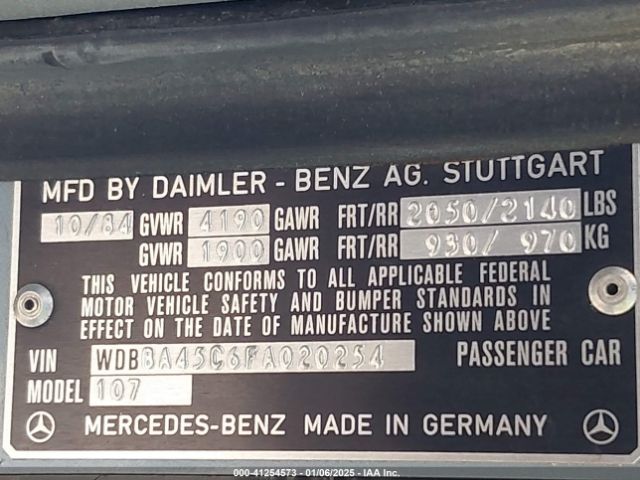 MFD BY DAIMLER - BENZ AG. STUTTGART
10/84 GVWR 4190 GAWR FRT/RR 2050/2140 LBS
GVWR 1900 GAWR FRT/RR 930/ 970 KG
THIS VEHICLE CONFORMS TO ALL APPLICABLE FEDERAL
MOTOR VEHICLE SAFETY AND BUMPER STANDARDS IN
EFFECT ON THE DATE OF MANUFACTURE SHOWN ABOVE
VIN WDBBA45C6FA020254 PASSENGER CAR
MODEL 107
MERCEDES-BENZ MADE IN GERMANY
000-41254573 - 01/06/2025 - IAA Inc.